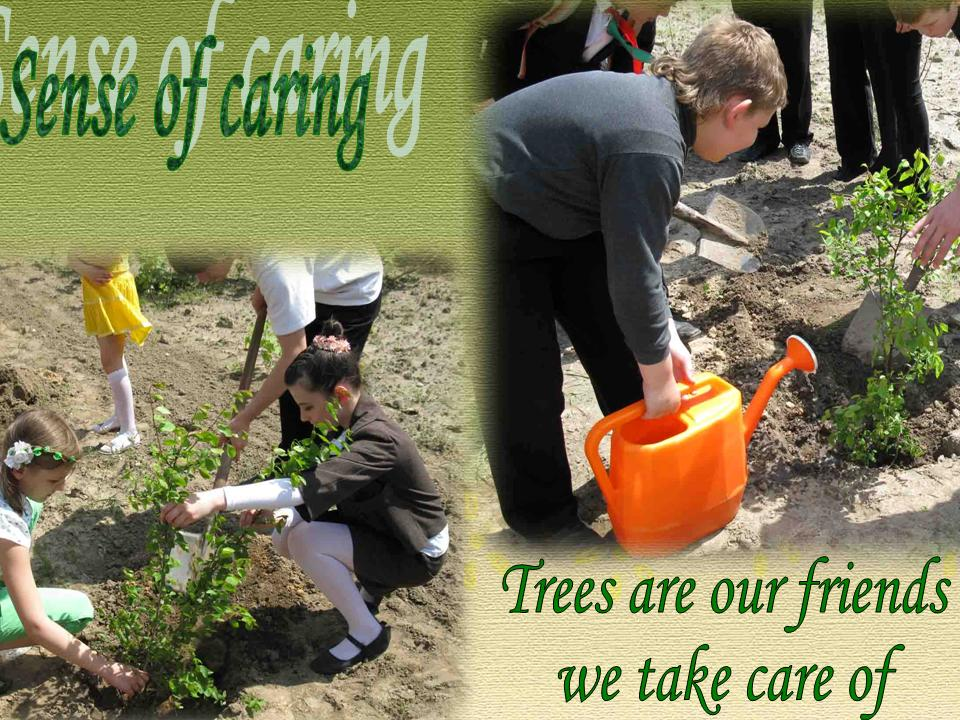 Sense of caring
Trees are our friends
we take care of